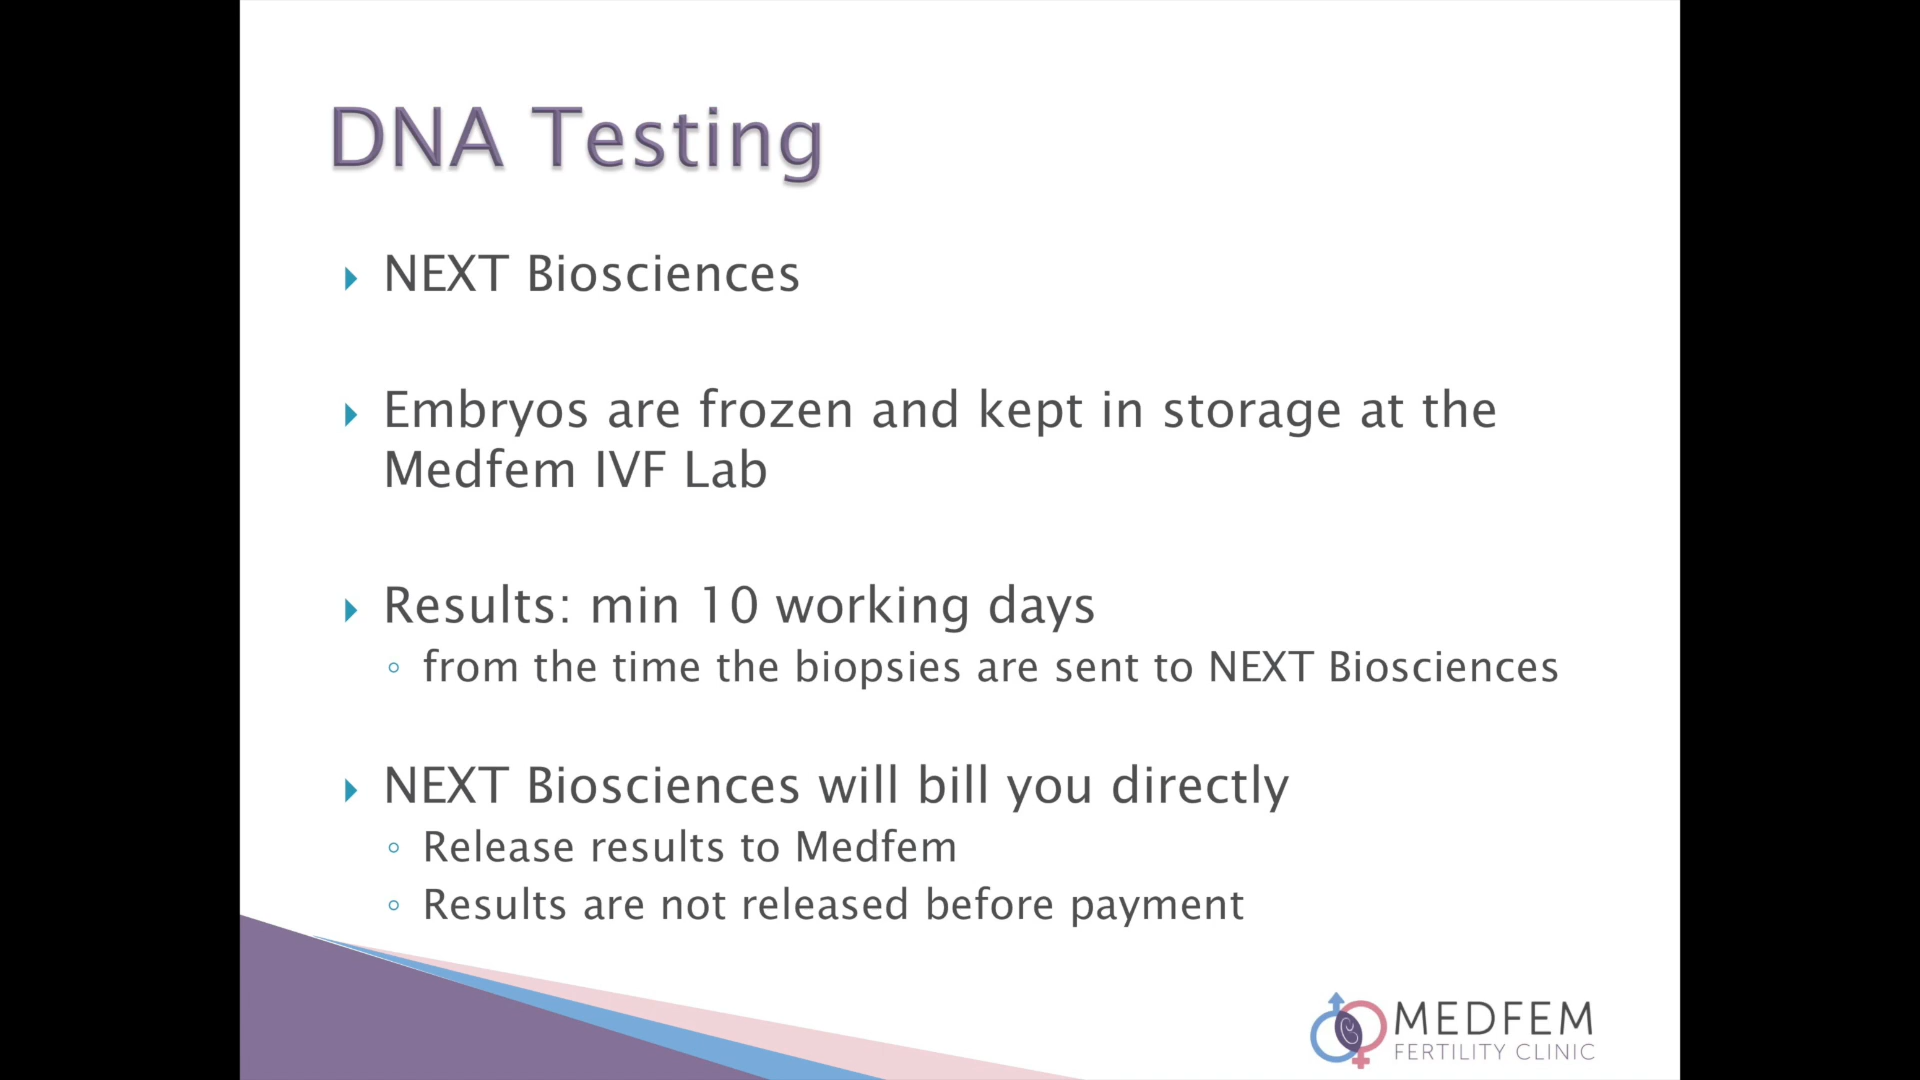 DNA Testing
NEXT Biosciences
Embryos are frozen and kept in storage at the
Medfem IVF Lab
Results: min 10 working days
from the time the biopsies are sent to NEXT Biosciences
NEXT Biosciences will bill you directly
Release results to Medfem
Results are not released before payment
MEDFEM
FERTILITY CLINIC